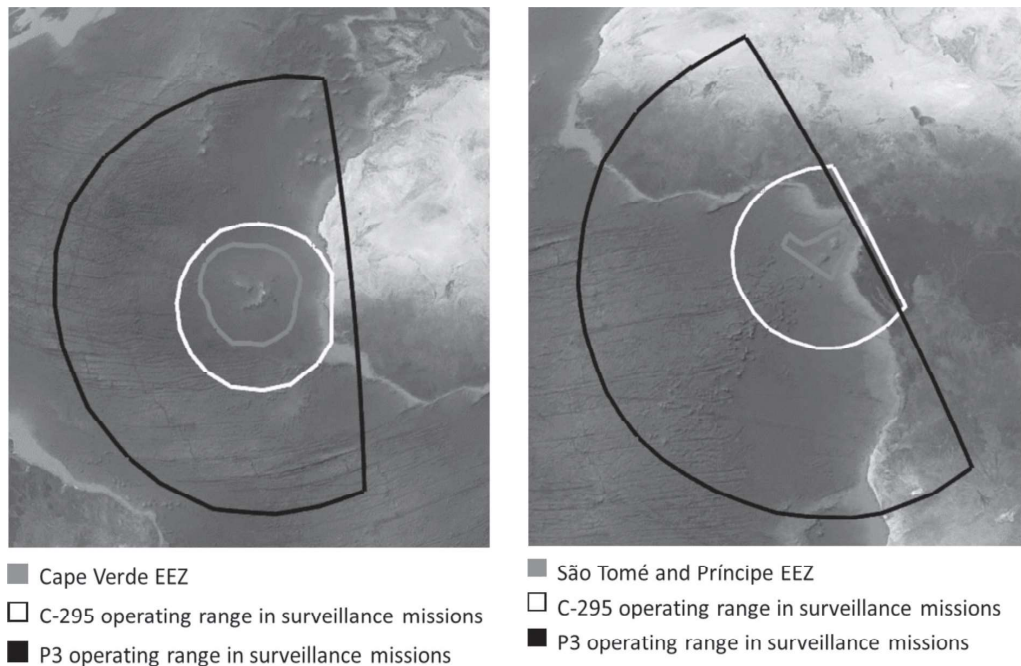 Cape Verde EEZ
C-295 operating range in surveillance missions
P3 operating range in surveillance missions
São Tomé and Príncipe EEZ
C-295 operating range in surveillance missions
P3 operating range in surveillance missions